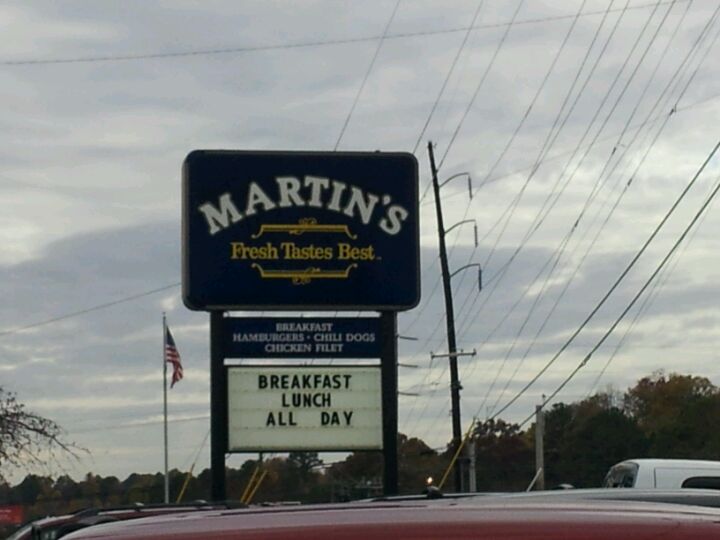 MARTIN'S
Fresh Tastes Best
BREAKFAST
HAMBURGERS • CHILI DOGS
CHICKEN FILET
BREAKFAST
LUNCH
ALL DAY